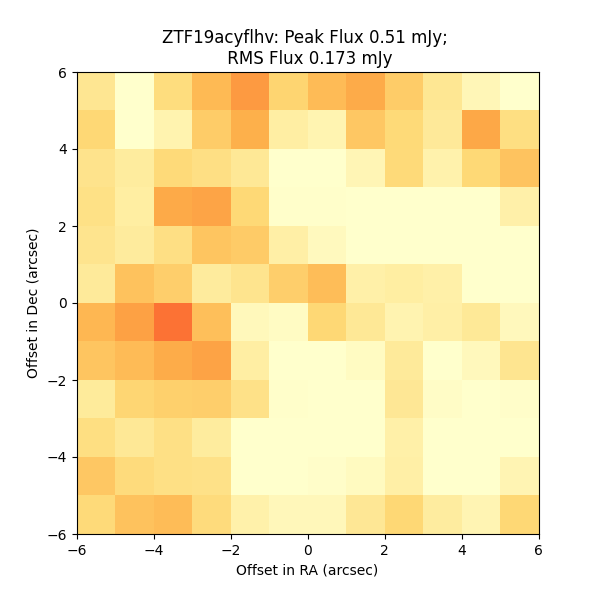 ZTF19acyflhv: Peak Flux 0.51 mJy;
RMS Flux 0.173 mJy
6
4
2
0
−2
−4
−6
Offset in Dec (arcsec)
−6 −4 −2 0 2 4 6
Offset in RA (arcsec)